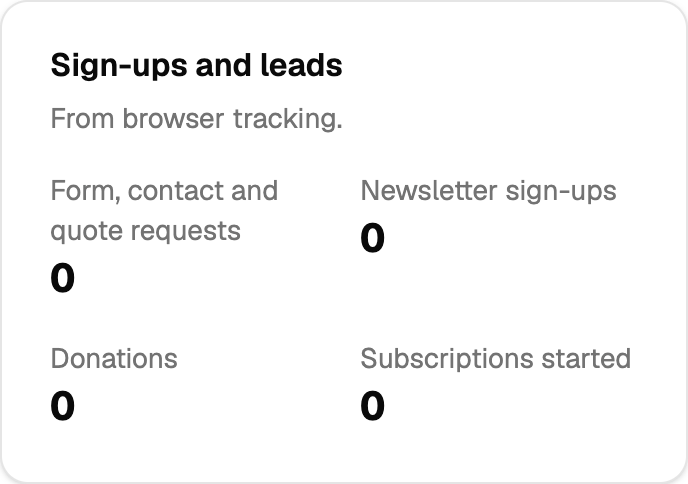 Sign-ups and leads
From browser tracking.
Form, contact and
quote requests
0
Newsletter sign-ups
0
Donations
0
Subscriptions started
0